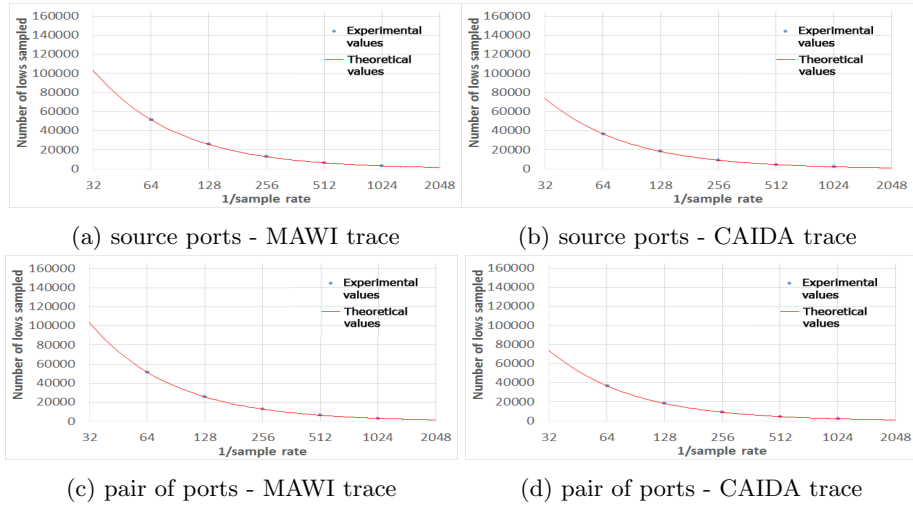 Number of lows sampled
160000
140000
120000
100000
80000
60000
40000
20000
0
32 64 128 256 512 1024 2048
1/sample rate
Experimental
values
Theoretical
values
(a) source ports - MAWI trace
Number of lows sampled
160000
140000
120000
100000
80000
60000
40000
20000
0
32 64 128 256 512 1024 2048
1/sample rate
Experimental
values
Theoretical
values
(b) source ports - CAIDA trace
Number of lows sampled
160000
140000
120000
100000
80000
60000
40000
20000
0
32 64 128 256 512 1024 2048
1/sample rate
Experimental
values
Theoretical
values
(c) pair of ports - MAWI trace
Number of lows sampled
160000
140000
120000
100000
80000
60000
40000
20000
0
32 64 128 256 512 1024 2048
1/sample rate
Experimental
values
Theoretical
values
(d) pair of ports - CAIDA trace